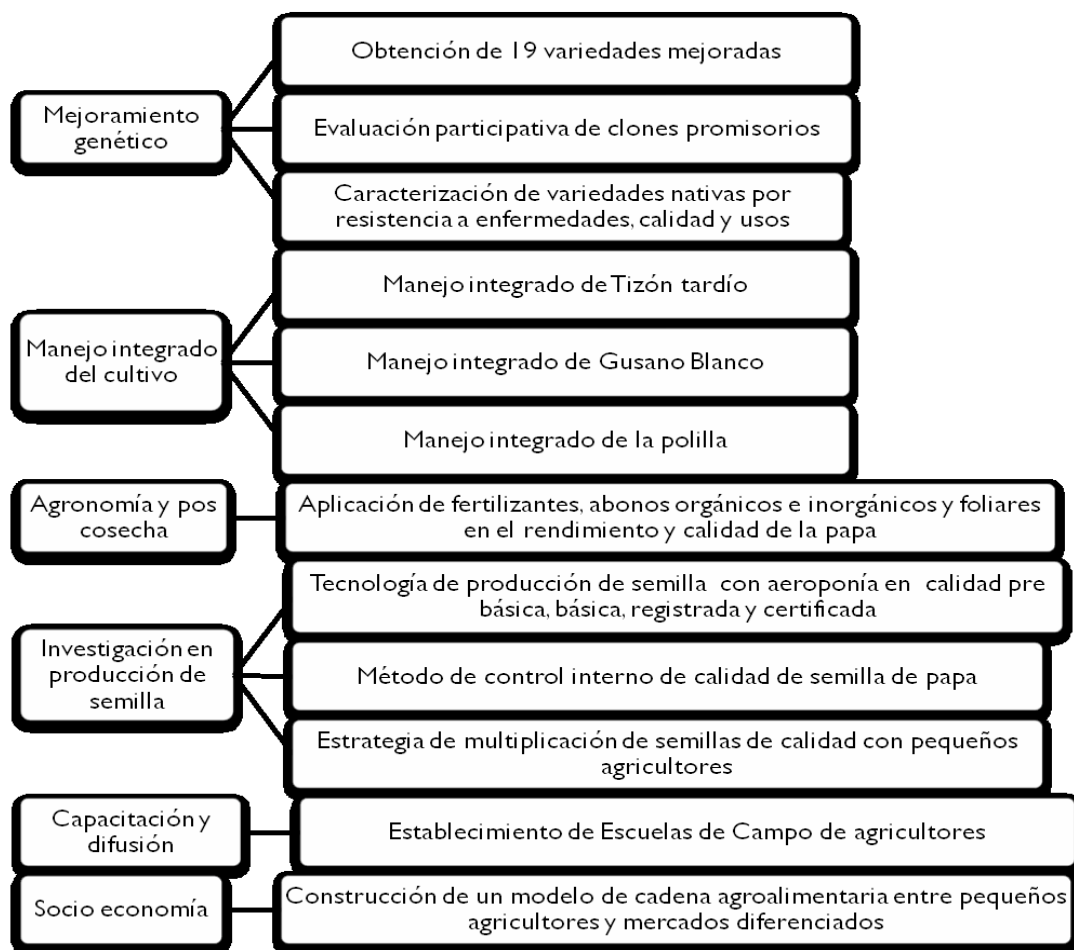 Mejoramiento
genético
Obtención de 19 variedades mejoradas
Evaluación participativa de clones promisorios
Caracterización de variedades nativas por
resistencia a enfermedades, calidad y usos
Manejo integrado
del cultivo
Manejo integrado de Tizón tardío
Manejo integrado de Gusano Blanco
Manejo integrado de la polilla
Agronomía y pos
cosecha
Aplicación de fertilizantes, abonos orgánicos e inorgánicos y foliares
en el rendimiento y calidad de la papa
Investigación en
producción de
semilla
Tecnología de producción de semilla con aeroponía en calidad pre
básica, básica, registrada y certificada
Método de control interno de calidad de semilla de papa
Estrategia de multiplicación de semillas de calidad con pequeños
agricultores
Capacitación y
difusión
Establecimiento de Escuelas de Campo de agricultores
Socio economía
Construcción de un modelo de cadena agroalimentaria entre pequeños
agricultores y mercados diferenciados